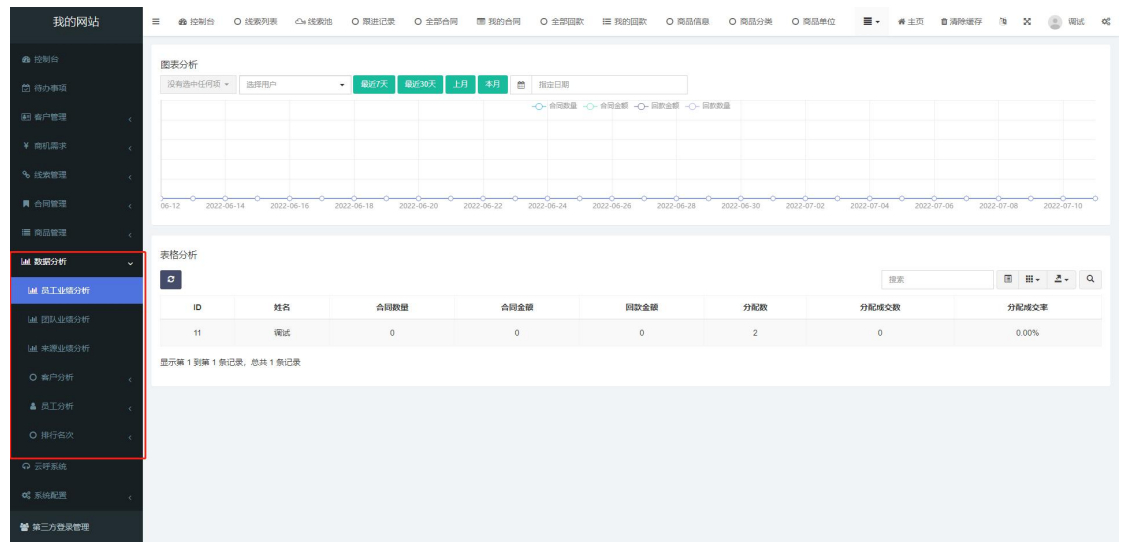 我的网站
控制台 线索列表 线索池 跟进记录 全部合同 我的合同 全部回款 我的回款 商品信息 商品分类 商品单位 主页 清除缓存 调试
控制台
待办事项
客户管理
商机需求
线索管理
合同管理
商品管理
数据分析
员工业绩分析
团队业绩分析
来源业绩分析
客户分析
员工分析
排行名次
云呼系统
系统配置
第三方登录管理
图表分析
没有选中任何项 选择用户 最近7天 最近30天 上月 本月 指定日期
合同数量 合同金额 回款金额 回款数量
06-12 2022-06-14 2022-06-16 2022-06-18 2022-06-20 2022-06-22 2022-06-24 2022-06-26 2022-06-28 2022-06-30 2022-07-02 2022-07-04 2022-07-06 2022-07-08 2022-07-10
表格分析
搜索
ID 姓名 合同数量 合同金额 回款金额 分配数 分配成交数 分配成交率
11 调试 0 0 0 2 0 0.00%
显示第 1 到第 1 条记录，总共 1 条记录